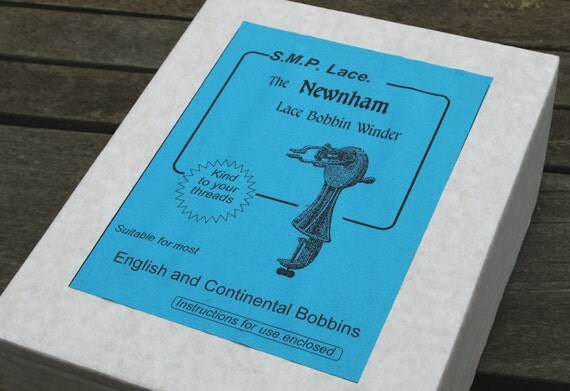 S.M.P. Lace.
The Newnham
Lace Bobbin Winder
Kind
to your
threads
Suitable for most
English and Continental Bobbins
Instructions for use enclosed